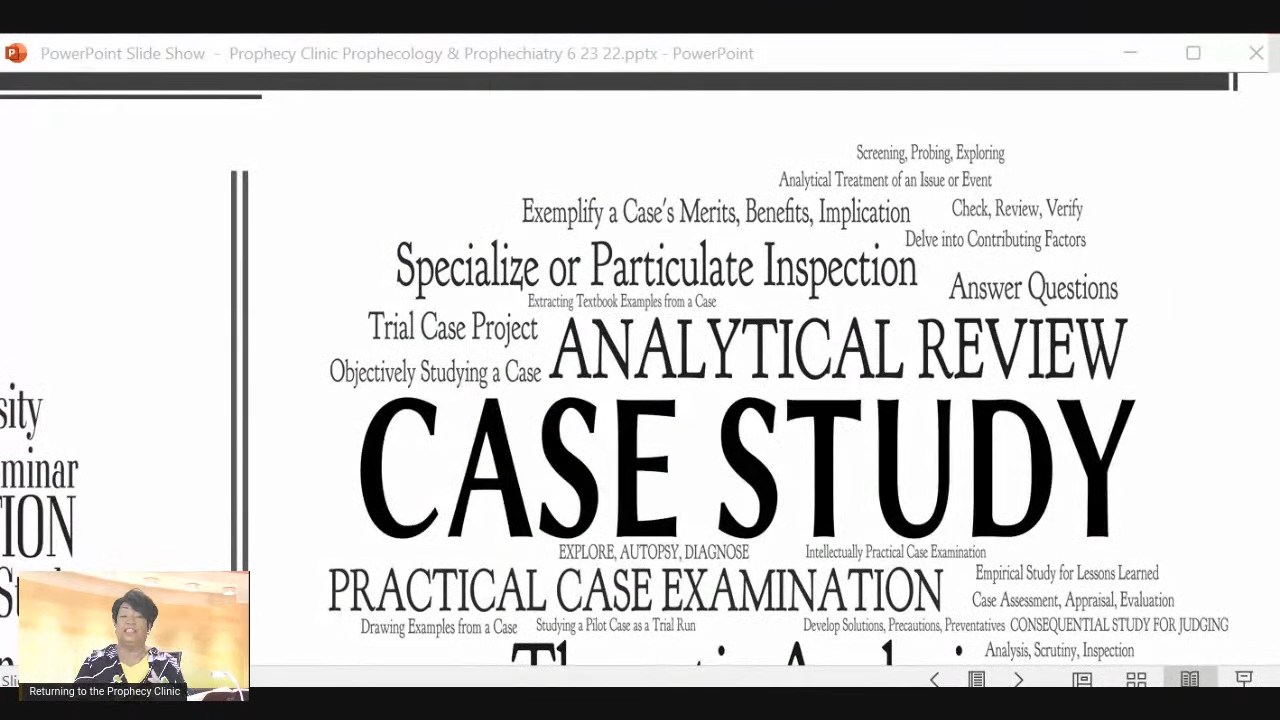 PowerPoint Slide Show - Prophecy Clinic Prophecology & Prophechiatry 6 23 22.pptx - PowerPoint
Screening, Probing, Exploring
Analytical Treatment of an Issue or Event
Exemplify a Case's Merits, Benefits, Implication
Check, Review, Verify
Delve into Contributing Factors
Specialize or Particulate Inspection
Answer Questions
Extracting Textbook Examples from a Case
Trial Case Project
ANALYTICAL REVIEW
Objectively Studying a Case
CASE STUDY
EXPLORE, AUTOPSY, DIAGNOSE
Intellectually Practical Case Examination
PRACTICAL CASE EXAMINATION
Empirical Study for Lessons Learned
Case Assessment, Appraisal, Evaluation
Drawing Examples from a Case
Studying a Pilot Case as a Trial Run
Develop Solutions, Precautions, Preventatives
CONSEQUENTIAL STUDY FOR JUDGING
Analysis, Scrutiny, Inspection
sity
minar
TION
Returning to the Prophecy Clinic